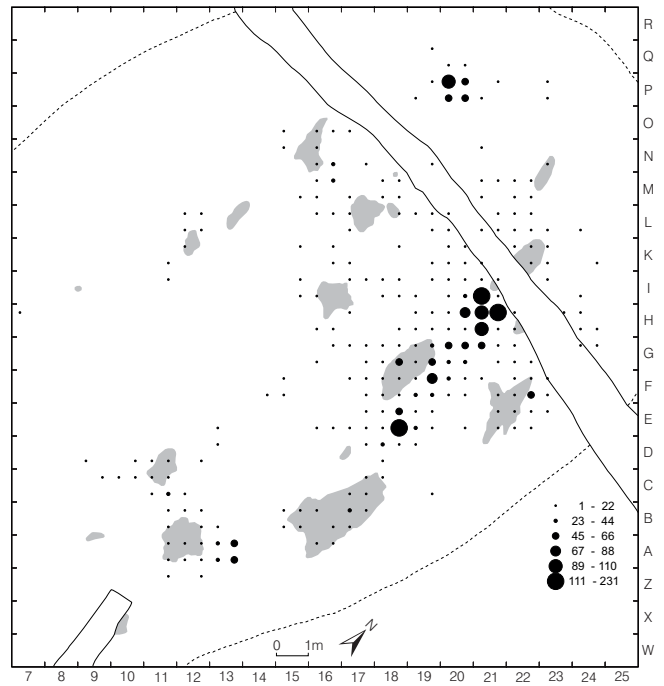 R
Q
P
O
N
M
L
K
I
H
G
F
E
D
C
B
A
Z
X
W
1 - 22
23 - 44
45 - 66
67 - 88
89 - 110
111 - 231
N
0 1m
7 8 9 10 11 12 13 14 15 16 17 18 19 20 21 22 23 24 25